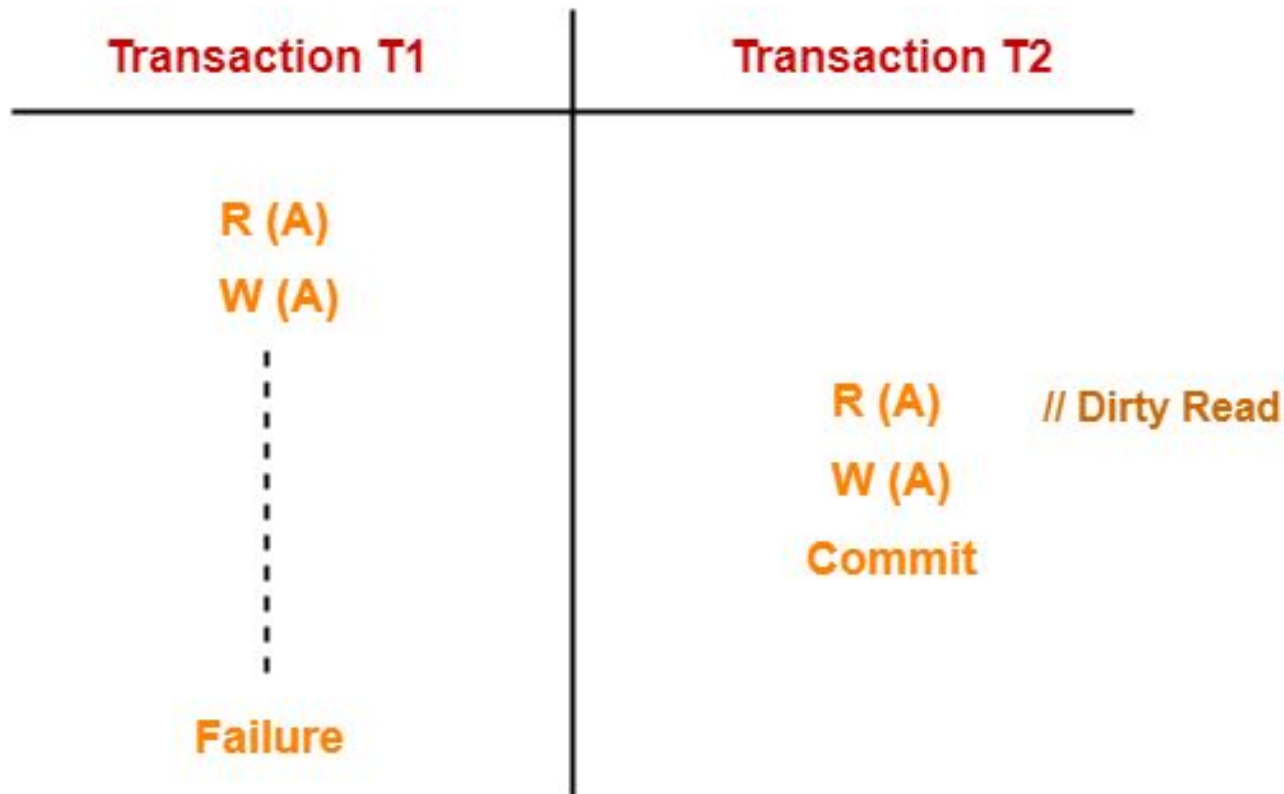 Transaction T1 Transaction T2
R (A)
W (A)
R (A) // Dirty Read
W (A)
Commit
Failure